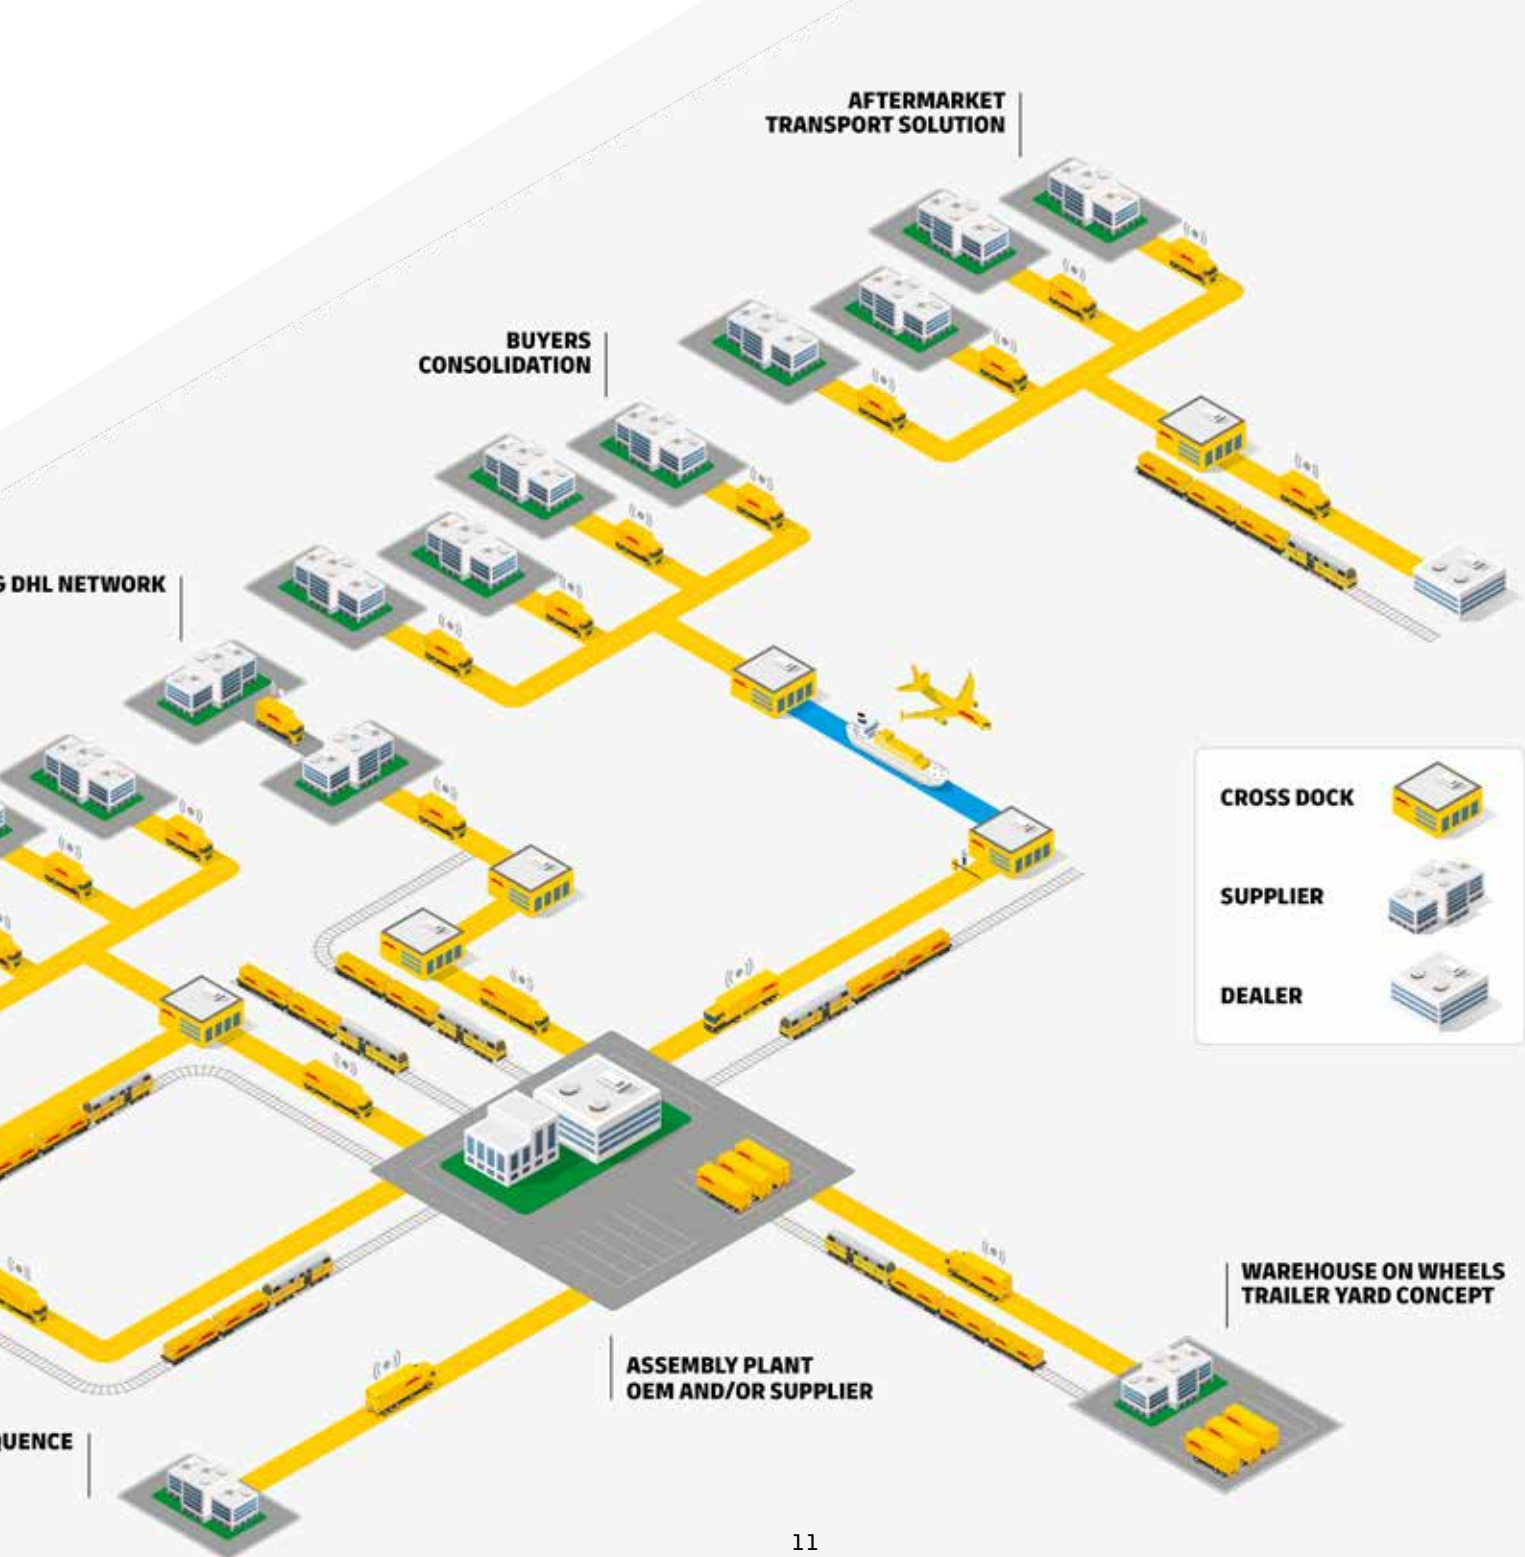 AFTERMARKET
TRANSPORT SOLUTION
BUYERS
CONSOLIDATION
DHL NETWORK
CROSS DOCK
SUPPLIER
DEALER
WAREHOUSE ON WHEELS
TRAILER YARD CONCEPT
ASSEMBLY PLANT
OEM AND/OR SUPPLIER
UENCE
11